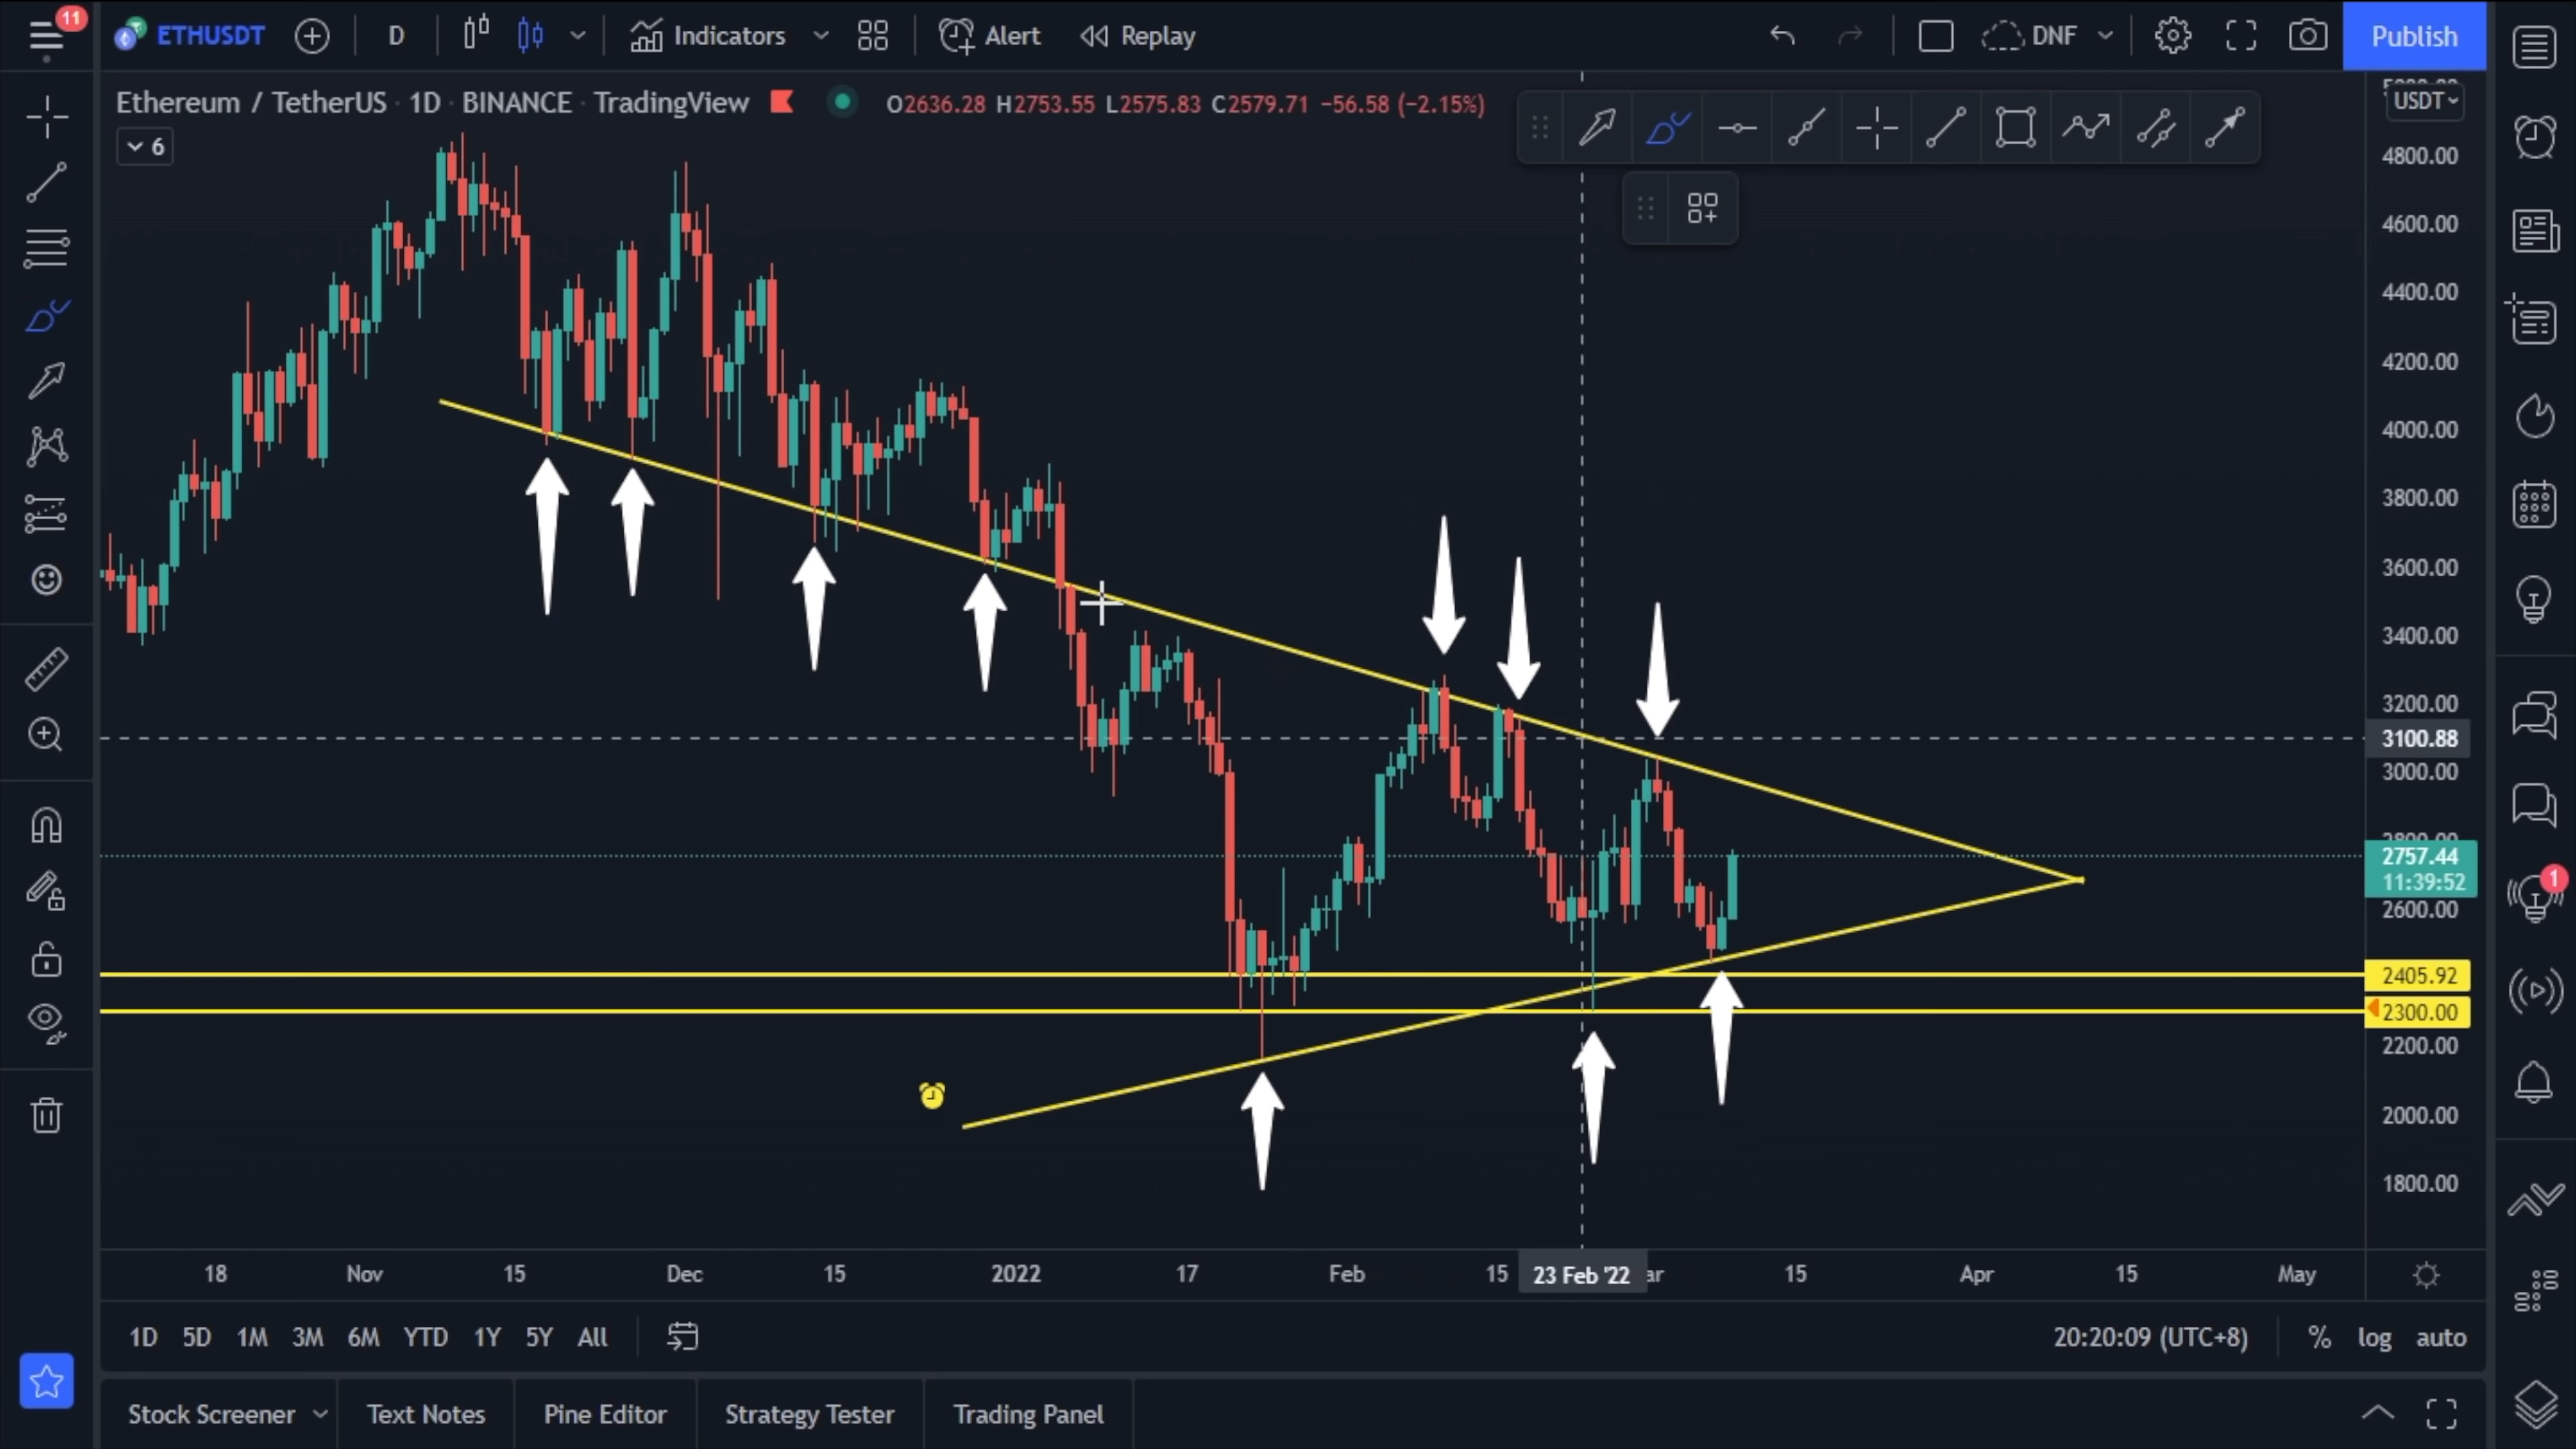 11
ETHUSDT
D
Indicators
Alert
Replay
DNF
Publish
Ethereum / TetherUS · 1D · BINANCE · TradingView
O2636.28 H2753.55 L2575.83 C2579.71 −56.58 (−2.15%)
USDT
6
4800.00
4600.00
4400.00
4200.00
4000.00
3800.00
3600.00
3400.00
3200.00
3100.88
3000.00
2800.00
2757.44
11:39:52
1
2600.00
2405.92
2300.00
2200.00
2000.00
1800.00
18 Nov 15 Dec 15 2022 17 Feb 15 23 Feb '22 ar 15 Apr 15 May
1D 5D 1M 3M 6M YTD 1Y 5Y All
20:20:09 (UTC+8) % log auto
Stock Screener Text Notes Pine Editor Strategy Tester Trading Panel